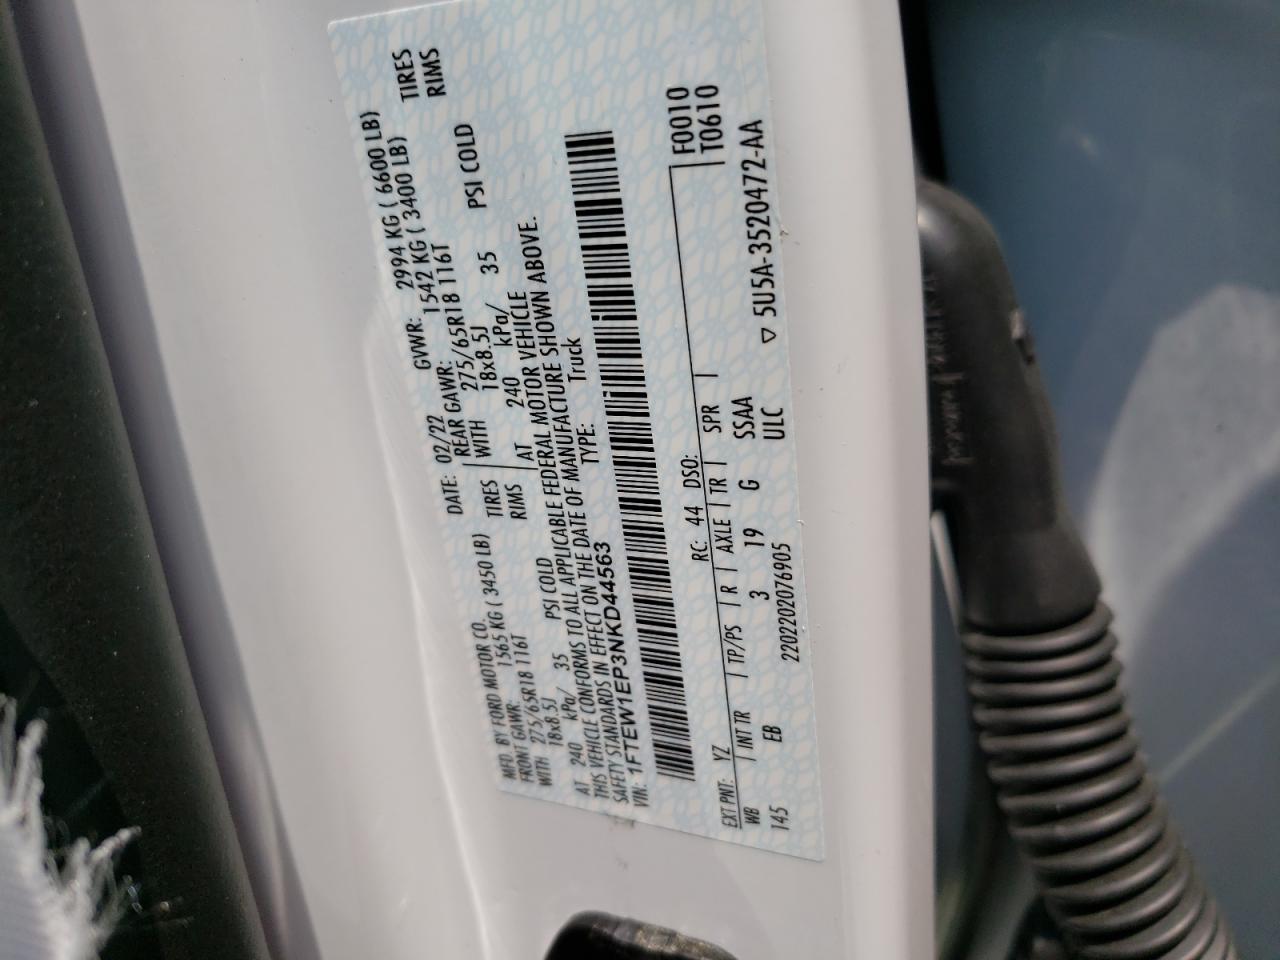 MFD. BY FORD MOTOR CO.
DATE: 02/22 GVWR: 2994 KG ( 6600 LB)
FRONT GAWR: 1565 KG ( 3450 LB) REAR GAWR: 1542 KG ( 3400 LB)
WITH 275/65R18 116T TIRES WITH 275/65R18 116T TIRES
18x8.5J RIMS 18x8.5J RIMS
AT 240 kPa/ 35 PSI COLD AT 240 kPa/ 35 PSI COLD
THIS VEHICLE CONFORMS TO ALL APPLICABLE FEDERAL MOTOR VEHICLE
SAFETY STANDARDS IN EFFECT ON THE DATE OF MANUFACTURE SHOWN ABOVE.
VIN: 1FTEW1EP3NKD44563 TYPE: Truck
F0010
T0610
EXT PNT: YZ RC: 44 DSO:
WB INT TR TP/PS R AXLE TR SPR
145 EB 3 19 G SSAA
ULC
2202202076905
▽ 5U5A-3520472-AA